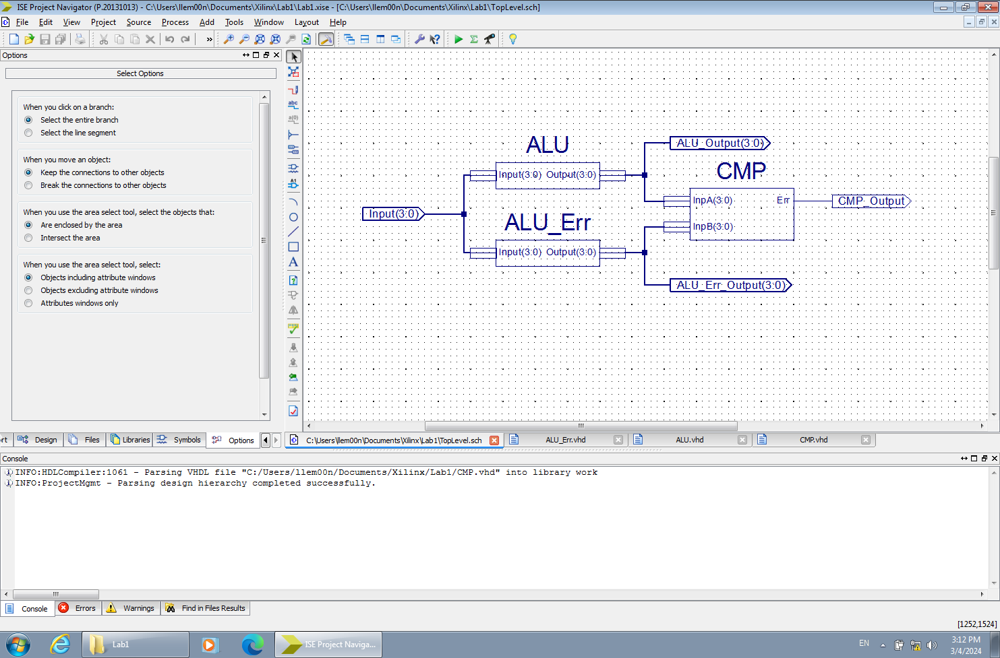 ISE Project Navigator (P.20131013) - C:\Users\llem00n\Documents\Xilinx\Lab1\Lab1.xise - [C:\Users\llem00n\Documents\Xilinx\Lab1\TopLevel.sch]
File Edit View Project Source Process Add Tools Window Layout Help
Options
Select Options
When you click on a branch:
Select the entire branch
Select the line segment
When you move an object:
Keep the connections to other objects
Break the connections to other objects
When you use the area select tool, select the objects that:
Are enclosed by the area
Intersect the area
When you use the area select tool, select:
Objects including attribute windows
Objects excluding attribute windows
Attributes windows only
abc
a(0)
A1
A
ALU
Input(3:0) Output(3:0)
ALU_Output(3:0)
CMP
InpA(3:0) Err
InpB(3:0)
CMP_Output
Input(3:0)
ALU_Err
Input(3:0) Output(3:0)
ALU_Err_Output(3:0)
rt Design Files Libraries Symbols Options
C:\Users\llem00n\Documents\Xilinx\Lab1\TopLevel.sch ALU_Err.vhd ALU.vhd CMP.vhd
Console
INFO:HDLCompiler:1061 - Parsing VHDL file "C:/Users/llem00n/Documents/Xilinx/Lab1/CMP.vhd" into library work
INFO:ProjectMgmt - Parsing design hierarchy completed successfully.
Console Errors Warnings Find in Files Results
[1252,1524]
Lab1
ISE Project Naviga...
EN
3:12 PM
3/4/2024